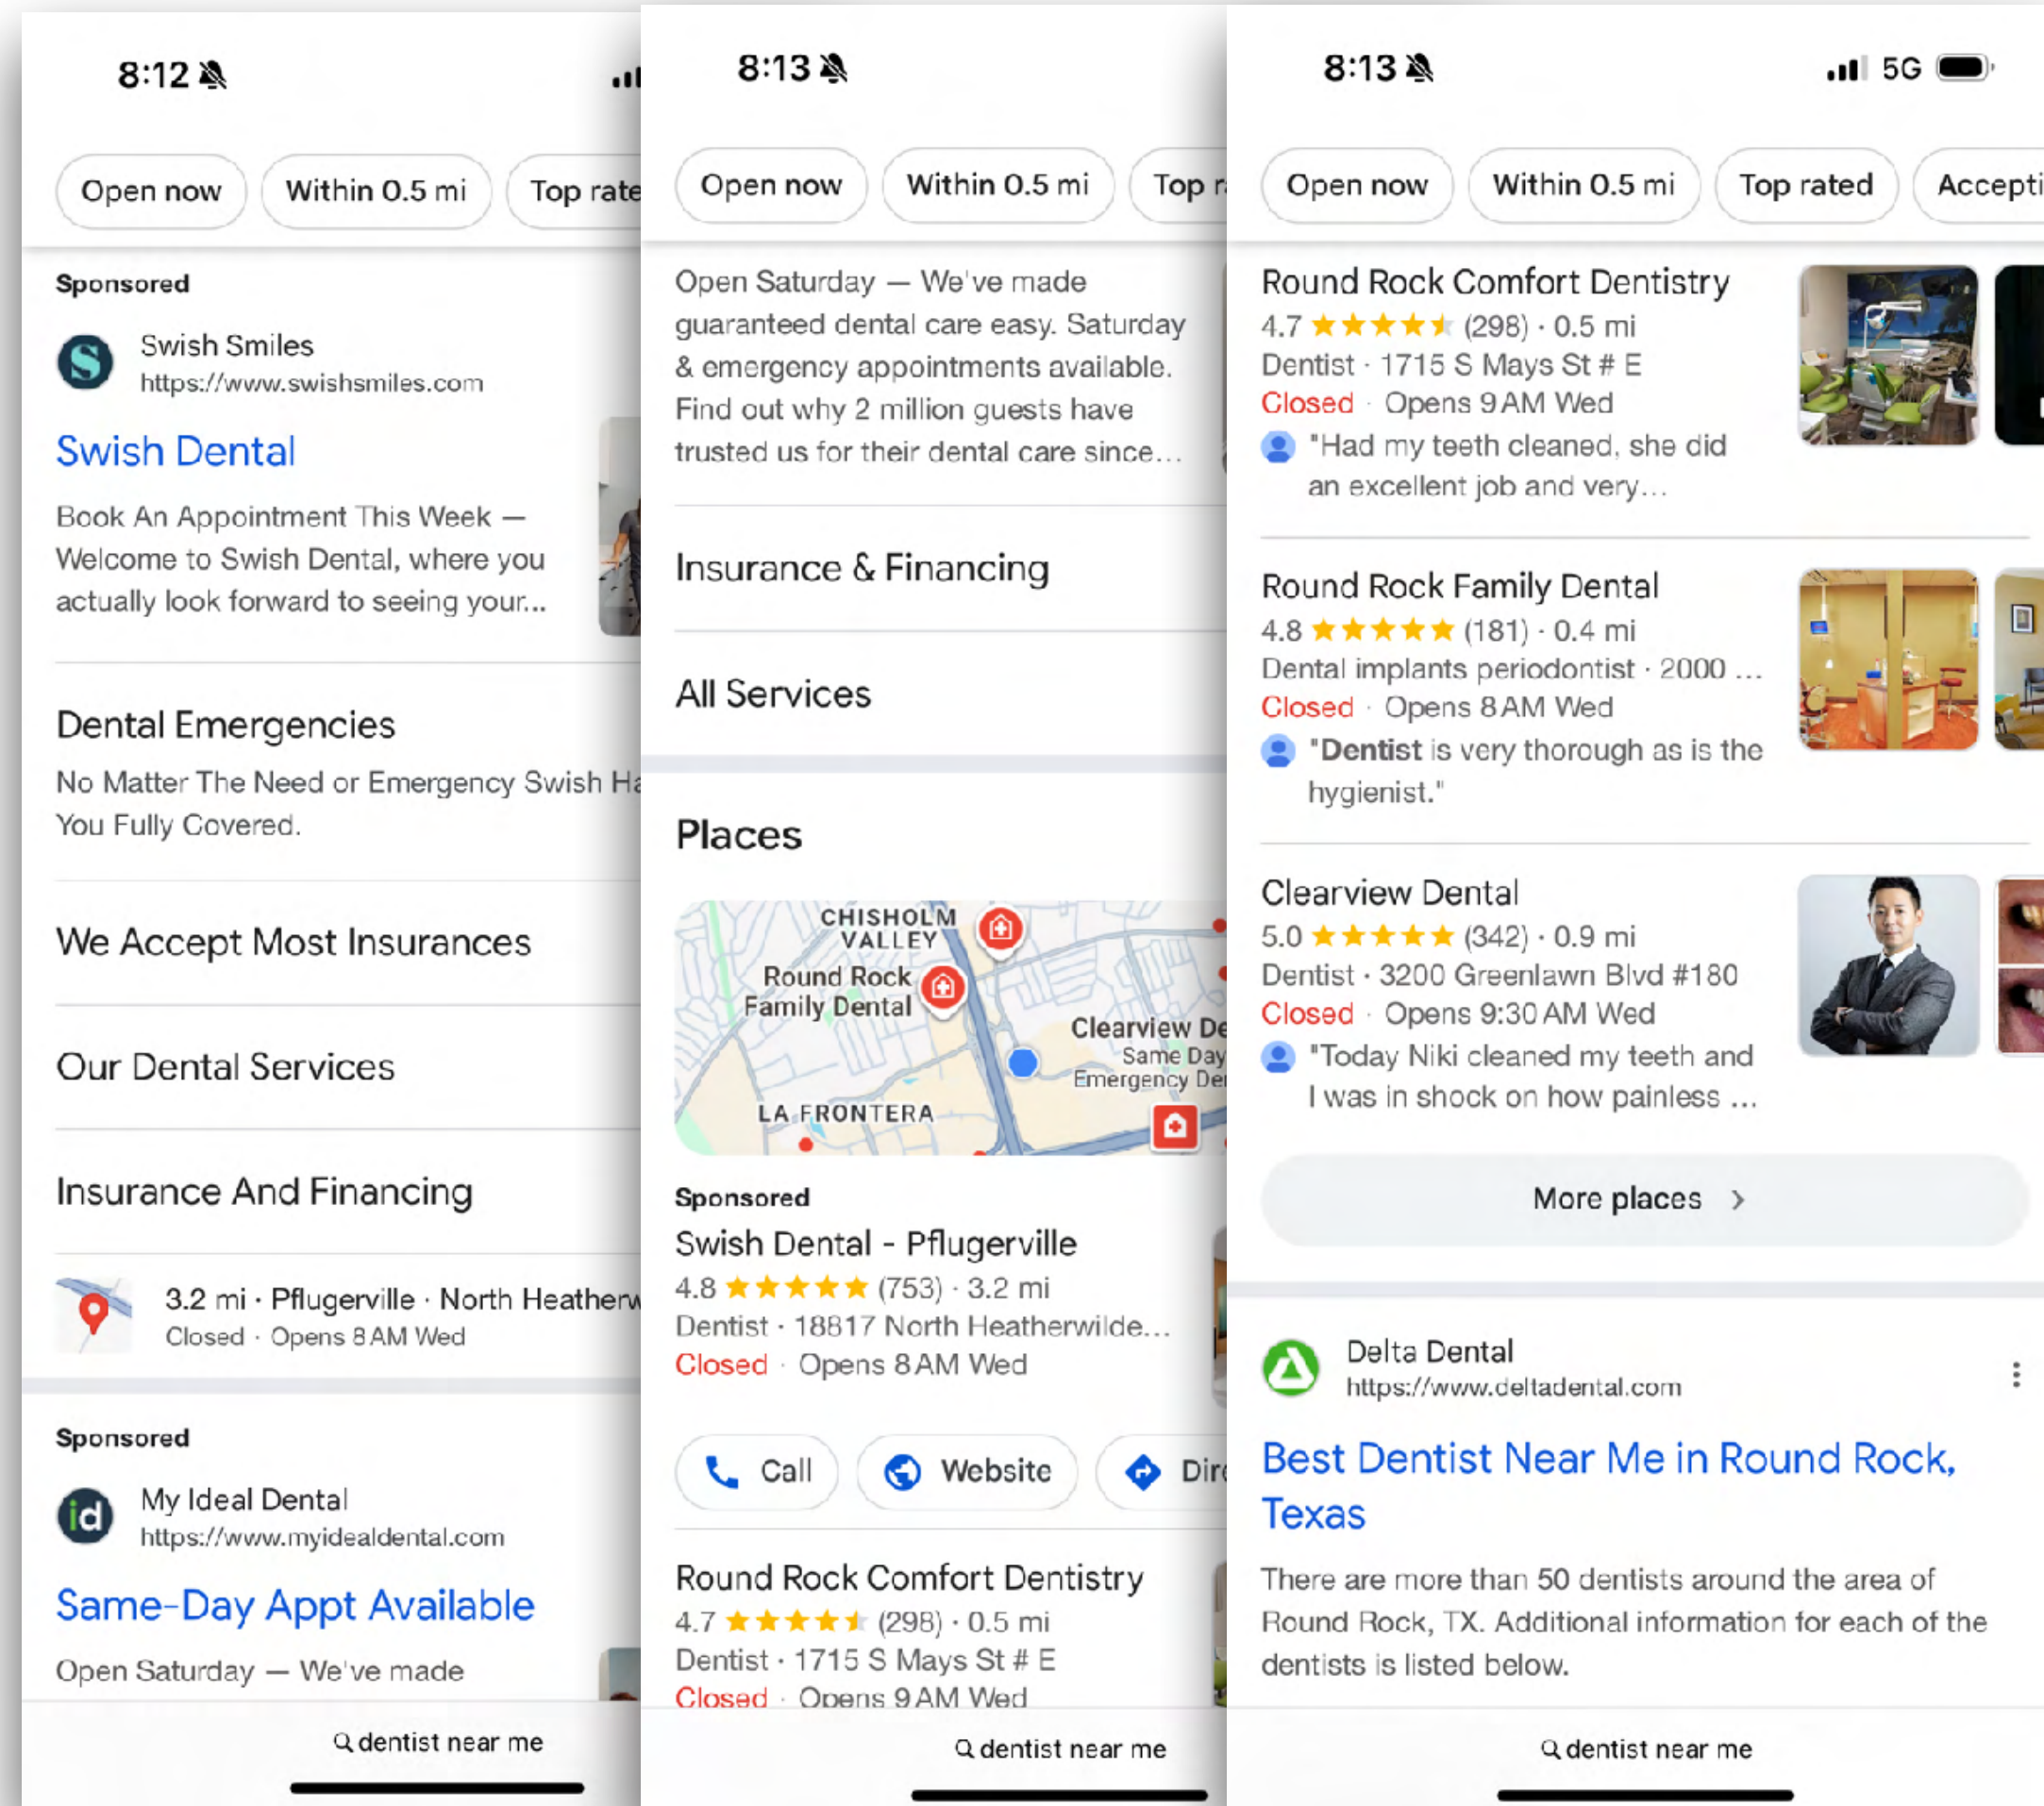 8:12
Open now
Within 0.5 mi
Top rate
Sponsored
Swish Smiles
https://www.swishsmiles.com
Swish Dental
Book An Appointment This Week —
Welcome to Swish Dental, where you
actually look forward to seeing your...
Dental Emergencies
No Matter The Need or Emergency Swish Ha
You Fully Covered.
We Accept Most Insurances
Our Dental Services
Insurance And Financing
3.2 mi · Pflugerville · North Heatherw
Closed · Opens 8 AM Wed
Sponsored
id
My Ideal Dental
https://www.myidealdental.com
Same-Day Appt Available
Open Saturday — We've made
dentist near me
8:13
Open now
Within 0.5 mi
Top r
Open Saturday — We've made
guaranteed dental care easy. Saturday
& emergency appointments available.
Find out why 2 million guests have
trusted us for their dental care since...
Insurance & Financing
All Services
Places
CHISHOLM
VALLEY
Round Rock
Family Dental
Clearview De
Same Day
Emergency De
LA FRONTERA
Sponsored
Swish Dental - Pflugerville
4.8 (753) · 3.2 mi
Dentist · 18817 North Heatherwilde...
Closed · Opens 8 AM Wed
Call
Website
Dire
Round Rock Comfort Dentistry
4.7 (298) · 0.5 mi
Dentist · 1715 S Mays St # E
Closed · Opens 9 AM Wed
dentist near me
8:13
5G
Open now
Within 0.5 mi
Top rated
Accepti
Round Rock Comfort Dentistry
4.7 (298) · 0.5 mi
Dentist · 1715 S Mays St # E
Closed · Opens 9 AM Wed
"Had my teeth cleaned, she did
an excellent job and very...
Round Rock Family Dental
4.8 (181) · 0.4 mi
Dental implants periodontist · 2000 ...
Closed · Opens 8 AM Wed
"Dentist is very thorough as is the
hygienist."
Clearview Dental
5.0 (342) · 0.9 mi
Dentist · 3200 Greenlawn Blvd #180
Closed · Opens 9:30 AM Wed
"Today Niki cleaned my teeth and
I was in shock on how painless ...
More places
Delta Dental
https://www.deltadental.com
Best Dentist Near Me in Round Rock,
Texas
There are more than 50 dentists around the area of
Round Rock, TX. Additional information for each of the
dentists is listed below.
dentist near me